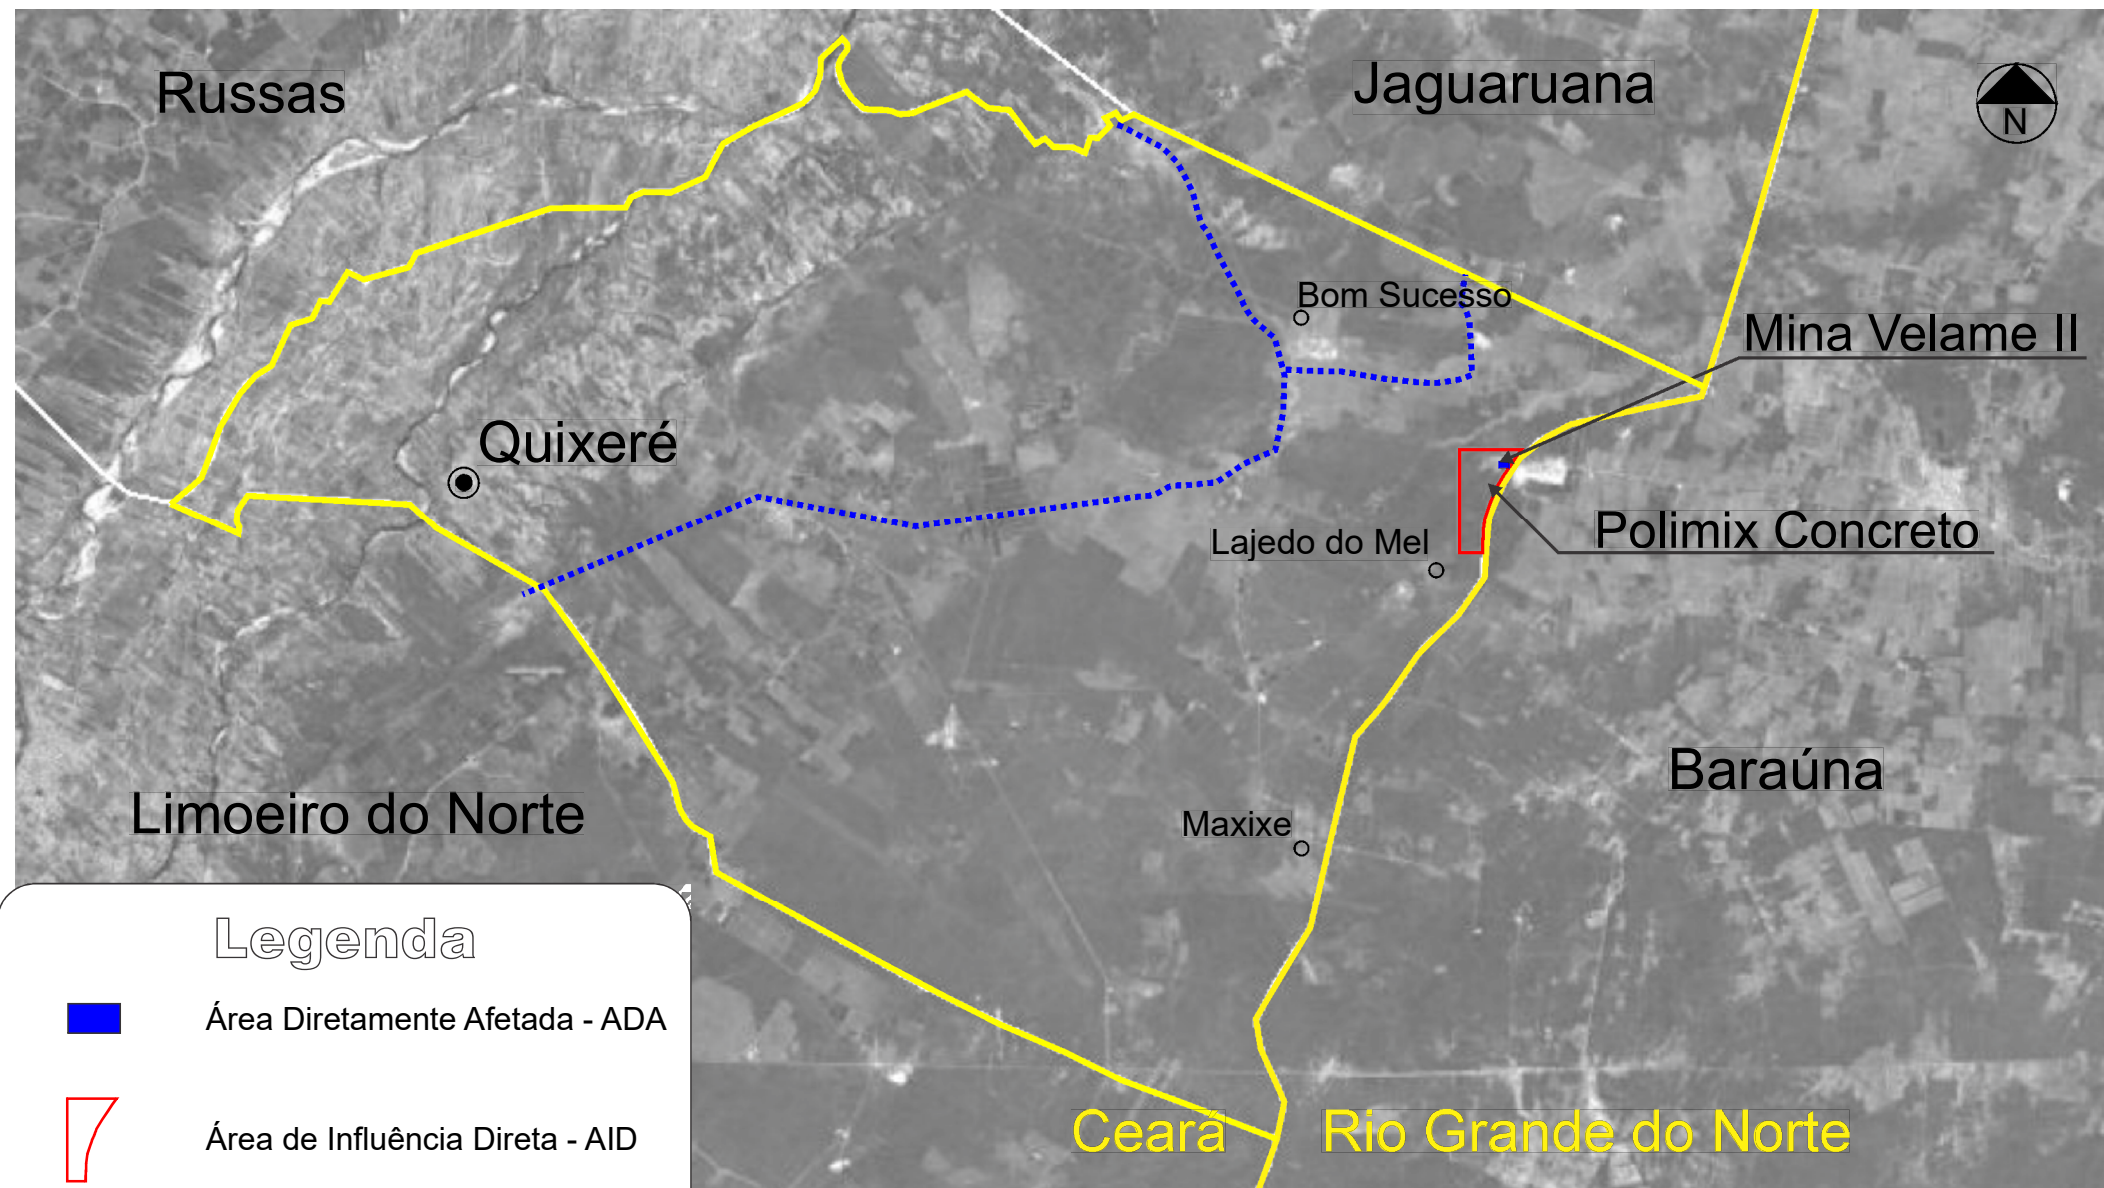 Russas
Jaguaruana
N
Bom Sucesso
Mina Velame II
Quixeré
Polimix Concreto
Lajedo do Mel
Baraúna
Limoeiro do Norte
Maxixe
Legenda
Área Diretamente Afetada - ADA
Área de Influência Direta - AID
Ceará
Rio Grande do Norte